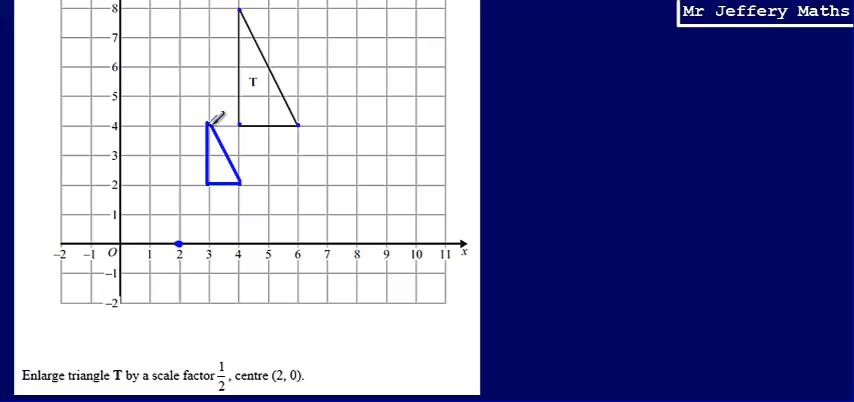 Mr Jeffery Maths
8
7
6
T
5
4
3
2
1
-2 -1 O 1 2 3 4 5 6 7 8 9 10 11 x
-1
-2
Enlarge triangle T by a scale factor 1/2, centre (2, 0).